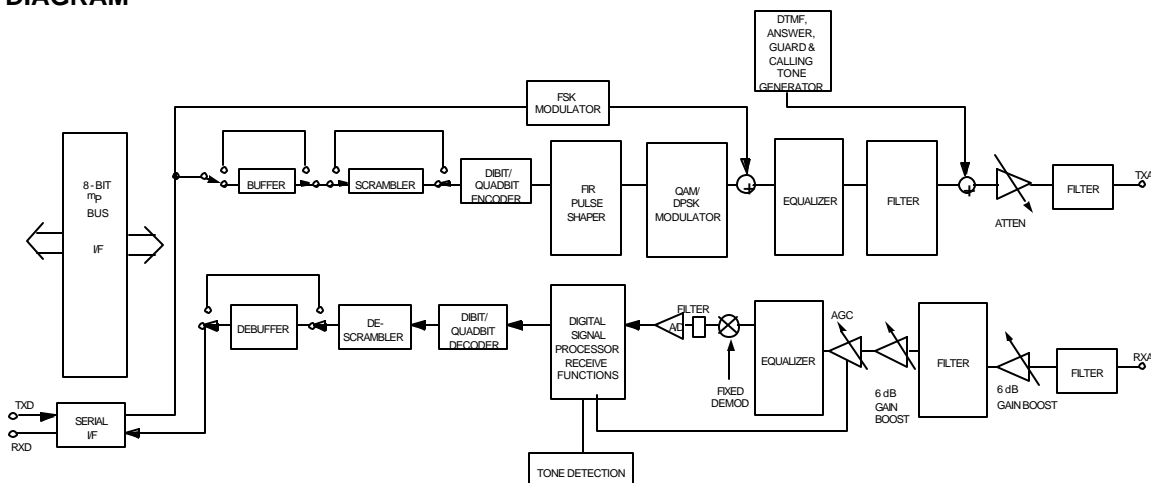 DIAGRAM
DTMF,
ANSWER,
GUARD &
CALLING
TONE
GENERATOR
FSK
MODULATOR
8-BIT
mP
BUS
I/F
BUFFER
SCRAMBLER
DIBIT/
QUADBIT
ENCODER
FIR
PULSE
SHAPER
QAM/
DPSK
MODULATOR
+
EQUALIZER
FILTER
+
ATTEN
FILTER
TXA
DEBUFFER
DE-
SCRAMBLER
DIBIT/
QUADBIT
DECODER
DIGITAL
SIGNAL
PROCESSOR
RECEIVE
FUNCTIONS
AD
FILTER
FIXED
DEMOD
EQUALIZER
AGC
6 dB
GAIN
BOOST
FILTER
6 dB
GAIN BOOST
FILTER
RXA
TXD
RXD
SERIAL
I/F
TONE DETECTION